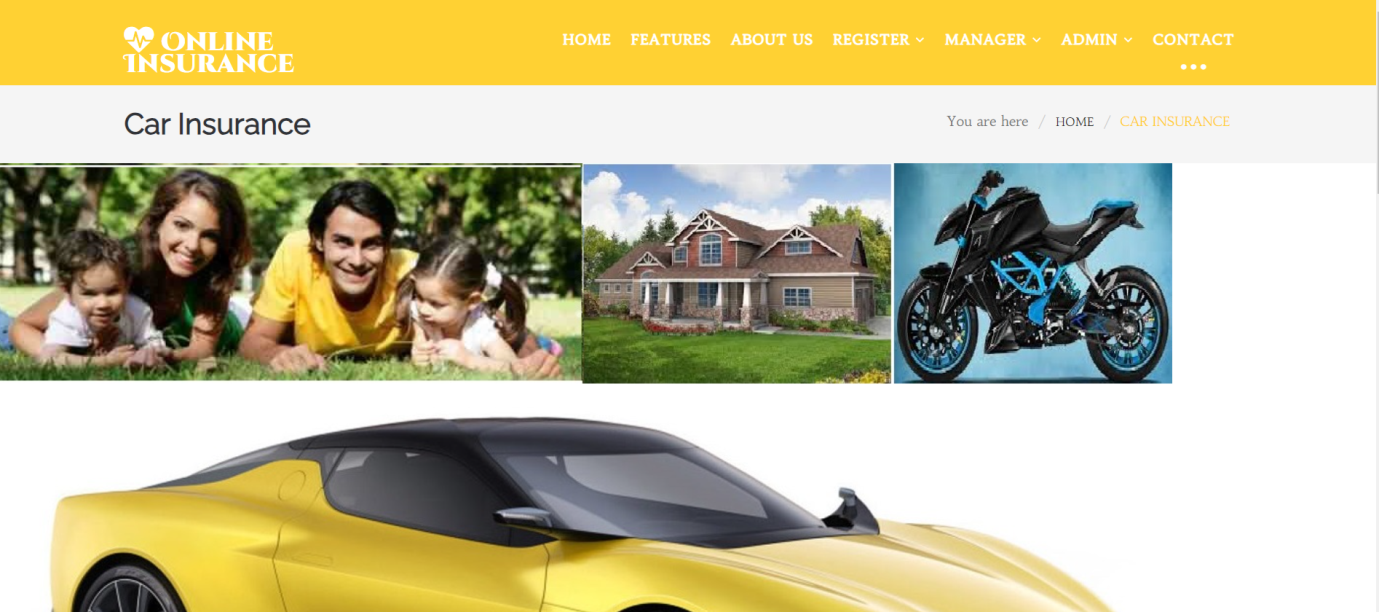 ONLINE
INSURANCE
HOME FEATURES ABOUT US REGISTER MANAGER ADMIN CONTACT
Car Insurance
You are here / HOME / CAR INSURANCE